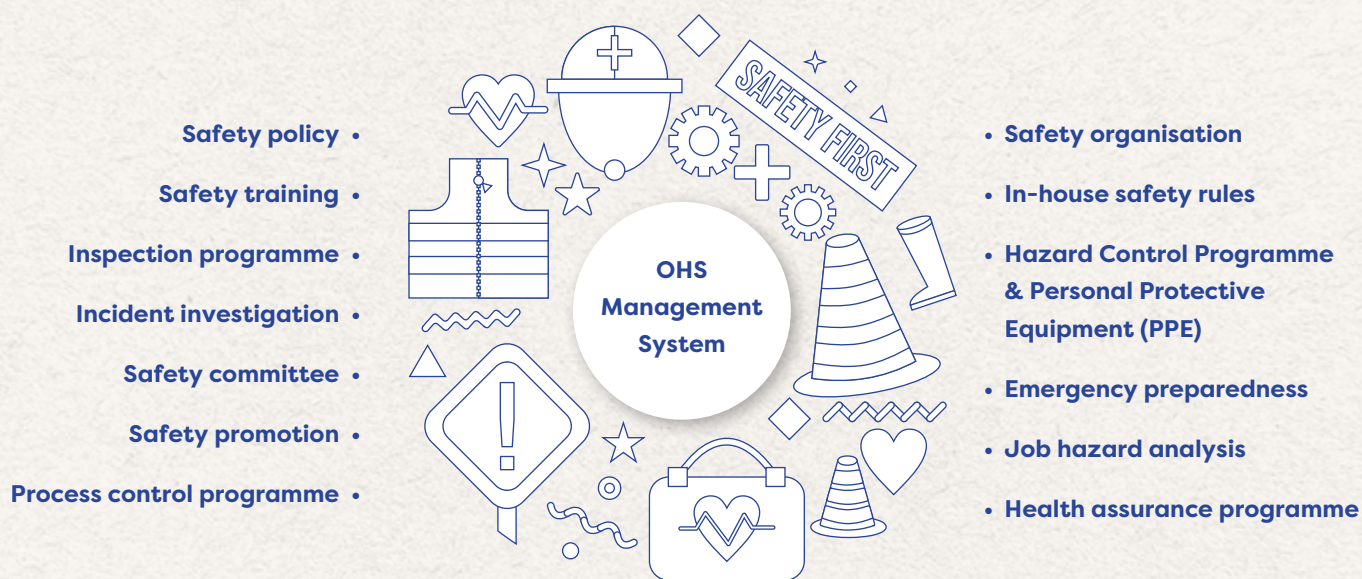 Safety policy •
Safety training •
Inspection programme •
Incident investigation •
Safety committee •
Safety promotion •
Process control programme •
SAFETY FIRST
OHS
Management
System
!
• Safety organisation
• In-house safety rules
• Hazard Control Programme
& Personal Protective
Equipment (PPE)
• Emergency preparedness
• Job hazard analysis
• Health assurance programme